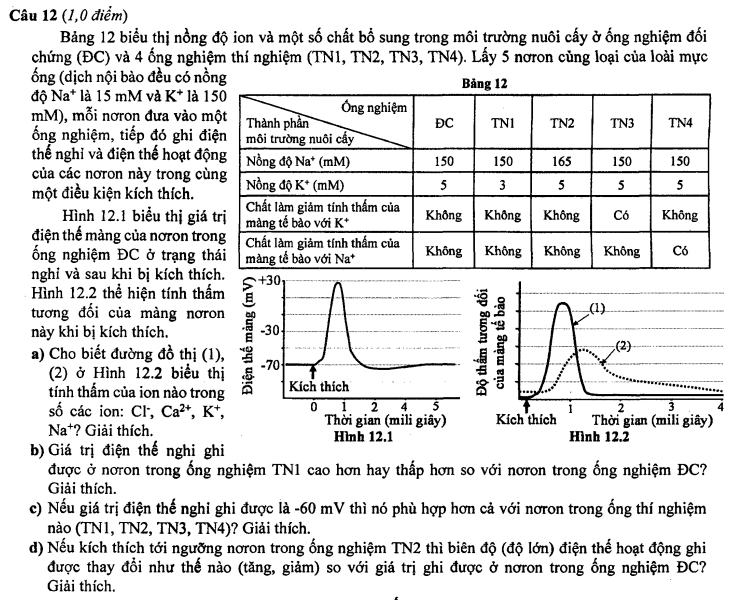 Câu 12 (1,0 điểm)
Bảng 12 biểu thị nồng độ ion và một số chất bổ sung trong môi trường nuôi cấy ở ống nghiệm đối
chứng (ĐC) và 4 ống nghiệm thí nghiệm (TN1, TN2, TN3, TN4). Lấy 5 nơron cùng loại của loài mực
ống (dịch nội bào đều có nồng
độ Na⁺ là 15 mM và K⁺ là 150
mM), mỗi nơron đưa vào một
ống nghiệm, tiếp đó ghi điện
thế nghỉ và điện thế hoạt động
của các nơron này trong cùng
một điều kiện kích thích.
Bảng 12
Ống nghiệm
Thành phần
môi trường nuôi cấy
ĐC TN1 TN2 TN3 TN4
Nồng độ Na⁺ (mM) 150 150 165 150 150
Nồng độ K⁺ (mM) 5 3 5 5 5
Chất làm giảm tính thấm của
màng tế bào với K⁺
Không Không Không Có Không
Chất làm giảm tính thấm của
màng tế bào với Na⁺
Không Không Không Không Có
Hình 12.1 biểu thị giá trị
điện thế màng của nơron trong
ống nghiệm ĐC ở trạng thái
nghỉ và sau khi bị kích thích.
Hình 12.2 thể hiện tính thấm
tương đối của màng nơron
này khi bị kích thích.
Điện thế màng (mV)
+30
-30
-70
Kích thích
0 1 2 3 4 5
Thời gian (mili giây)
Hình 12.1
Độ thấm tương đối
của màng tế bào
(1)
(2)
Kích thích
1 2 3 4
Thời gian (mili giây)
Hình 12.2
a) Cho biết đường đồ thị (1),
(2) ở Hình 12.2 biểu thị
tính thấm của ion nào trong
số các ion: Cl⁻, Ca²⁺, K⁺,
Na⁺? Giải thích.
b) Giá trị điện thế nghỉ ghi
được ở nơron trong ống nghiệm TN1 cao hơn hay thấp hơn so với nơron trong ống nghiệm ĐC?
Giải thích.
c) Nếu giá trị điện thế nghỉ ghi được là -60 mV thì nó phù hợp hơn cả với nơron trong ống thí nghiệm
nào (TN1, TN2, TN3, TN4)? Giải thích.
d) Nếu kích thích tới ngưỡng nơron trong ống nghiệm TN2 thì biên độ (độ lớn) điện thế hoạt động ghi
được thay đổi như thế nào (tăng, giảm) so với giá trị ghi được ở nơron trong ống nghiệm ĐC?
Giải thích.